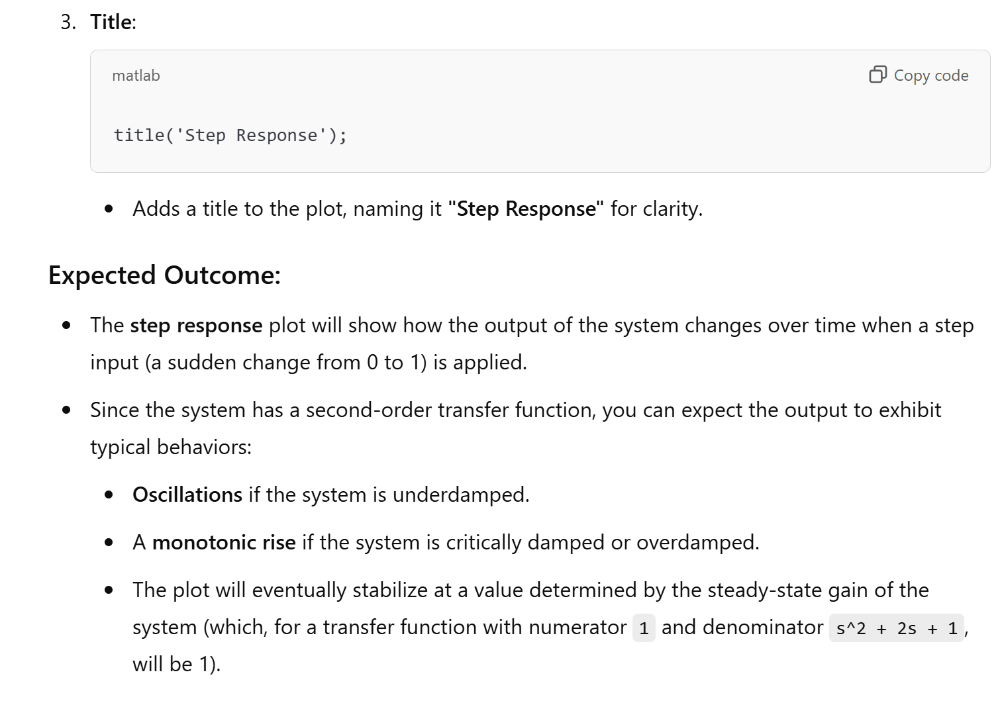 3. Title:
matlab
Copy code
title('Step Response');
• Adds a title to the plot, naming it "Step Response" for clarity.
Expected Outcome:
• The step response plot will show how the output of the system changes over time when a step
input (a sudden change from 0 to 1) is applied.
• Since the system has a second-order transfer function, you can expect the output to exhibit
typical behaviors:
• Oscillations if the system is underdamped.
• A monotonic rise if the system is critically damped or overdamped.
• The plot will eventually stabilize at a value determined by the steady-state gain of the
system (which, for a transfer function with numerator 1 and denominator s^2 + 2s + 1,
will be 1).